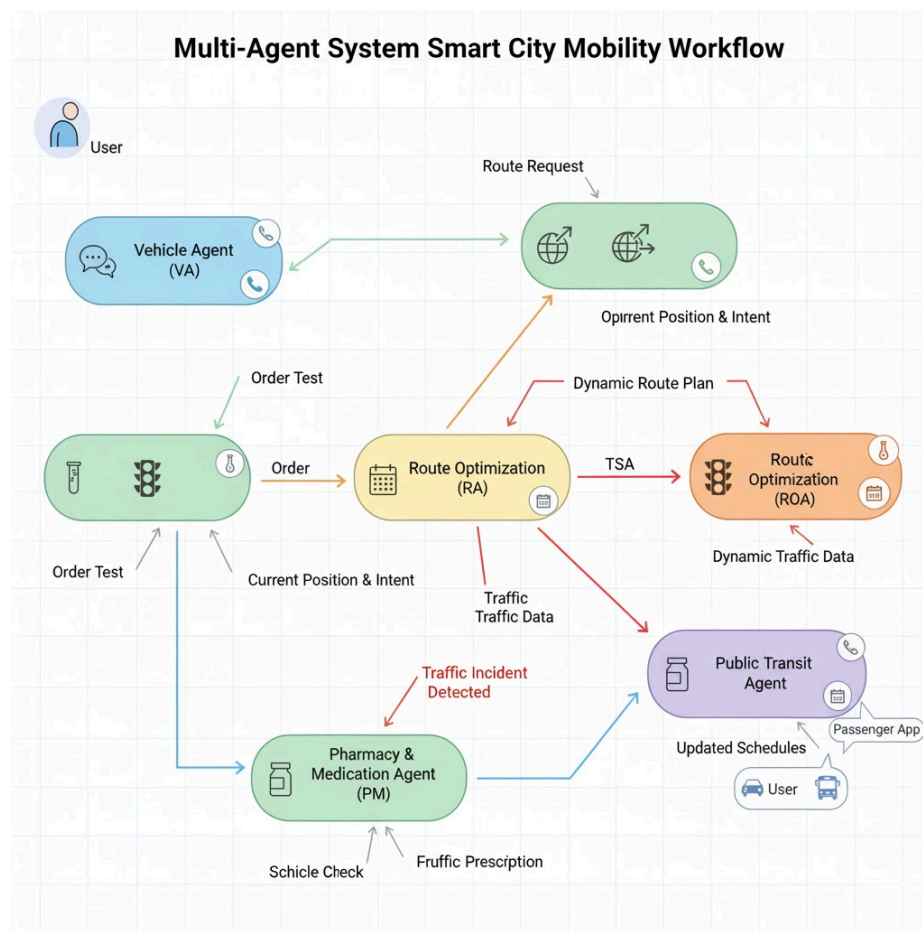 Multi-Agent System Smart City Mobility Workflow
User
Route Request
Vehicle Agent
(VA)
Opırrent Position & Intent
Order Test
Dynamic Route Plan
Order
Route Optimization
(RA)
TSA
Route
Optimization
(ROA)
Order Test
Current Position & Intent
Dynamic Traffic Data
Traffic
Traffic Data
Traffic Incident
Detected
Public Transit
Agent
Passenger App
Updated Schedules
User
Pharmacy &
Medication Agent
(PM)
Schicle Check
Fruffic Prescription